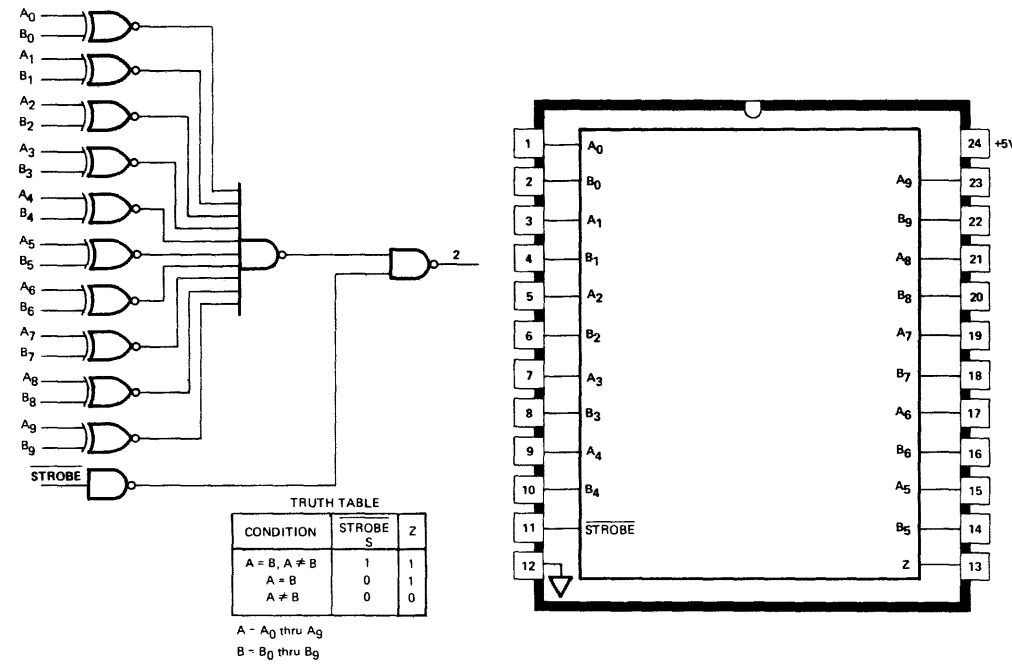 A0
B0
A1
B1
A2
B2
A3
B3
A4
B4
A5
B5
A6
B6
A7
B7
A8
B8
A9
B9
STROBE
2
TRUTH TABLE
CONDITION STROBE S Z
A = B, A ≠ B 1 1
A = B 0 1
A ≠ B 0 0
A = A0 thru A9
B = B0 thru B9
1 A0
2 B0
3 A1
4 B1
5 A2
6 B2
7 A3
8 B3
9 A4
10 B4
11 STROBE
12
24 +5V
A9 23
B9 22
A8 21
B8 20
A7 19
B7 18
A6 17
B6 16
A5 15
B5 14
Z 13